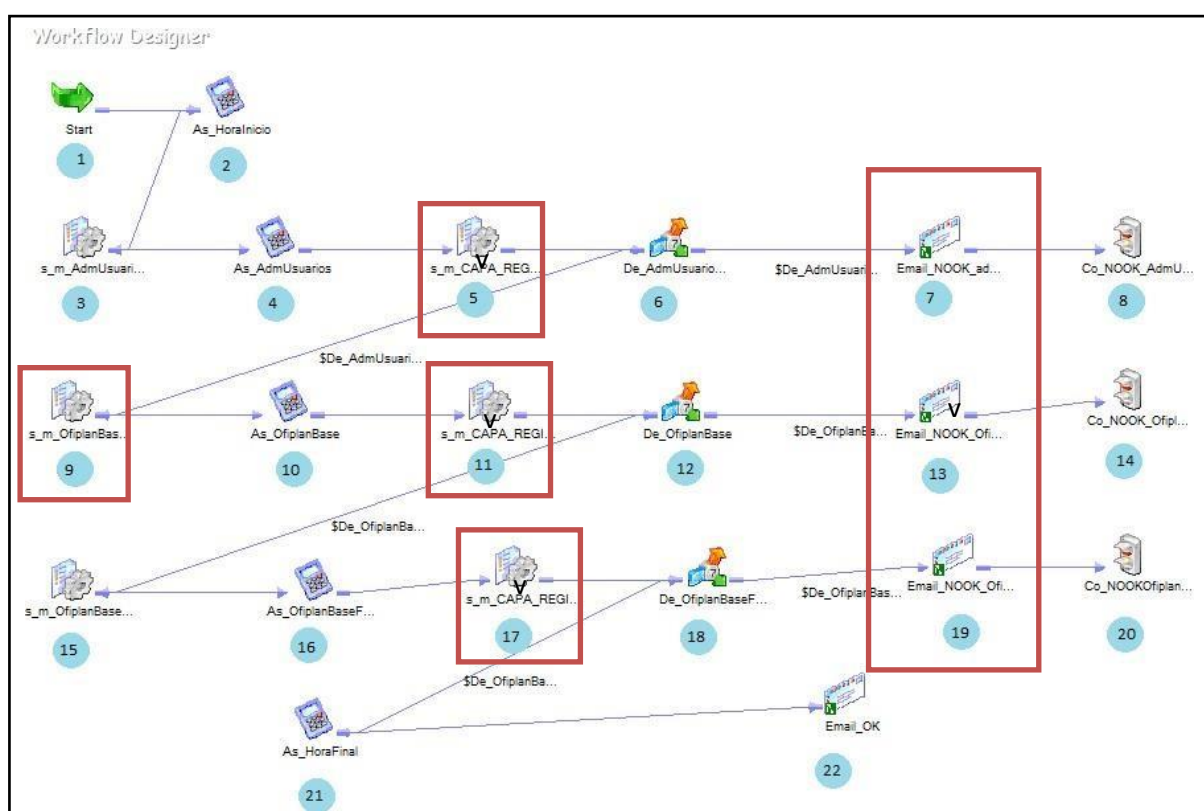 Workflow Designer
Start
As_HoraInicio
1
2
s_m_AdmUsuari...
As_AdmUsuarios
s_m_CAPA_REG...
V
De_AdmUsuario...
$De_AdmUsuari...
Email_NOOK_ad...
Co_NOOK_AdmU...
3
4
5
6
7
8
$De_AdmUsuari...
s_m_OfiplanBas...
As_OfiplanBase
s_m_CAPA_REGI...
V
De_OfiplanBase
$De_OfiplanBa...
Email_NOOK_Ofi...
V
Co_NOOK_Ofipl...
9
10
11
12
13
14
$De_OfiplanBa...
s_m_OfiplanBase...
As_OfiplanBaseF...
s_m_CAPA_REGI...
V
De_OfiplanBaseF...
$De_OfiplanBas...
Email_NOOK_Ofi...
Co_NOOKOfiplan...
15
16
17
18
19
20
$De_OfiplanBa...
As_HoraFinal
Email_OK
21
22